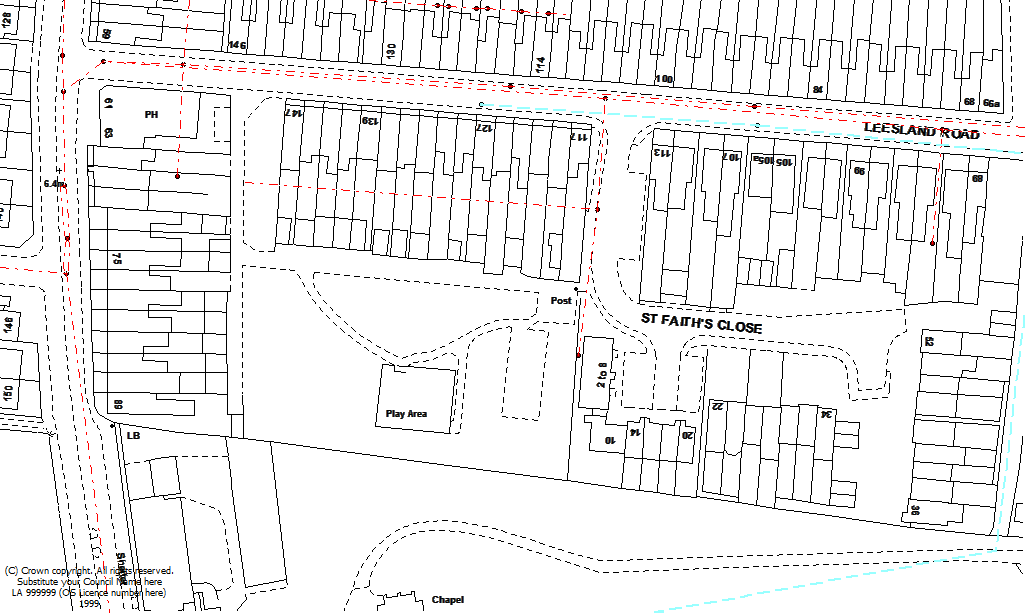 128
59
146
130
114
100
84
68
66a
61
63
PH
147
139
127
117
LEESLAND ROAD
113
107
105a
105
99
89
6.4m
75
Post
ST FAITH'S CLOSE
52
148
150
2 to 8
Play Area
89
22
34
LB
10
14
20
36
Shelter
(C) Crown copyright. All rights reserved.
Substitute your Council Name here
LA 999999 (OS Licence number here)
1999
Chapel